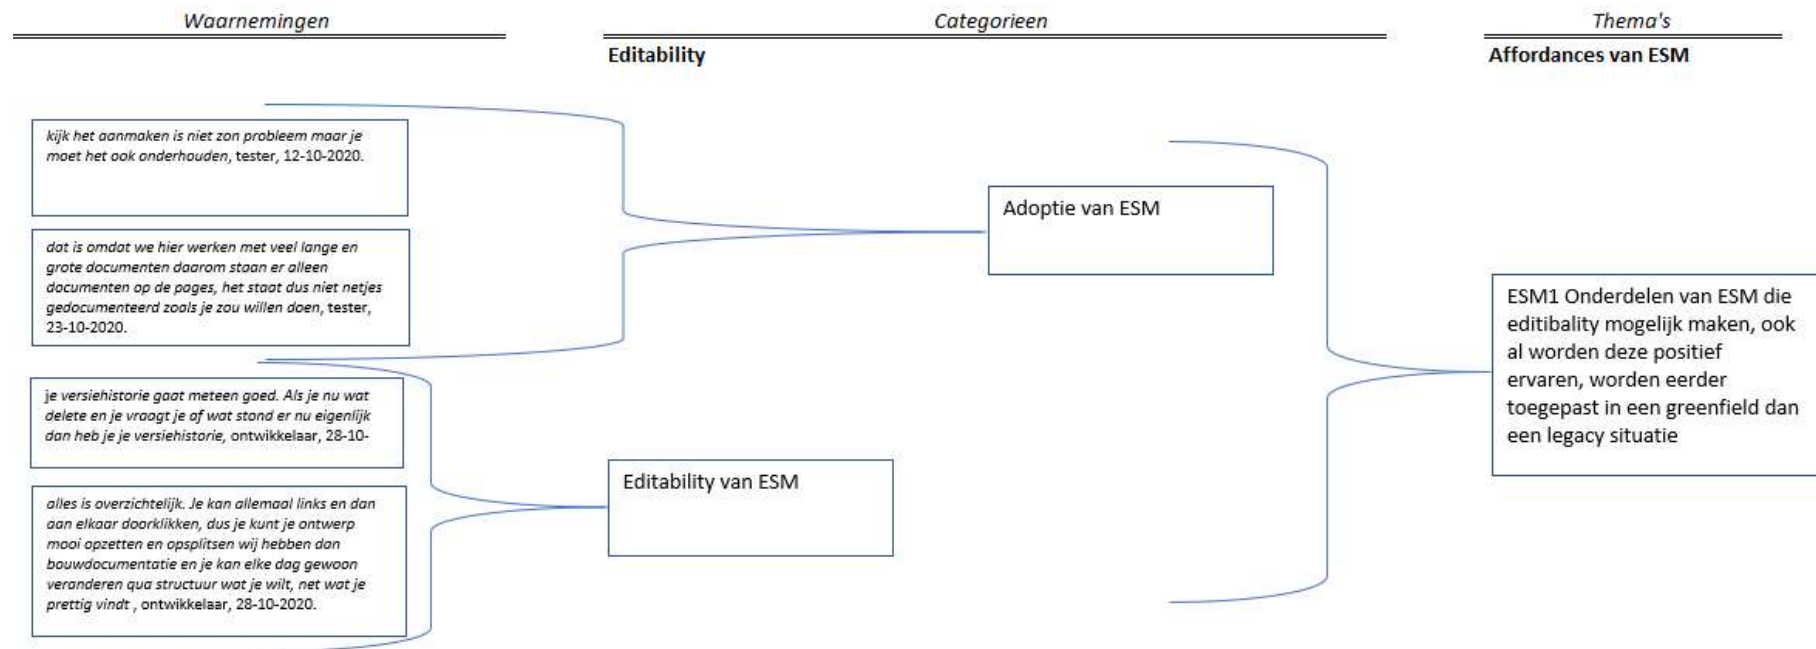 Waarnemingen
Categorieen
Thema's
Editability
Affordances van ESM
kijk het aanmaken is niet zon probleem maar je
moet het ook onderhouden, tester, 12-10-2020.
dat is omdat we hier werken met veel lange en
grote documenten daarom staan er alleen
documenten op de pages, het staat dus niet netjes
gedocumenteerd zoals je zou willen doen, tester,
23-10-2020.
je versiehistorie gaat meteen goed. Als je nu wat
delete en je vraagt je af wat stond er nu eigenlijk
dan heb je je versiehistorie, ontwikkelaar, 28-10-
alles is overzichtelijk. Je kan allemaal links en dan
aan elkaar doorklikken, dus je kunt je ontwerp
mooi opzetten en opsplitsen wij hebben dan
bouwdocumentatie en je kan elke dag gewoon
veranderen qua structuur wat je wilt, net wat je
prettig vindt , ontwikkelaar, 28-10-2020.
Adoptie van ESM
Editability van ESM
ESM1 Onderdelen van ESM die
editibality mogelijk maken, ook
al worden deze positief
ervaren, worden eerder
toegepast in een greenfield dan
een legacy situatie